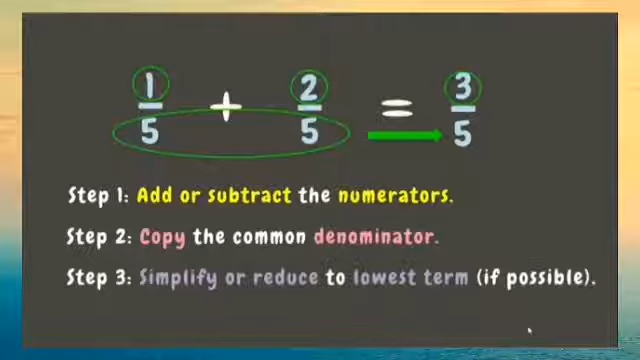 1/5 + 2/5 = 3/5
Step 1: Add or subtract the numerators.
Step 2: Copy the common denominator.
Step 3: Simplify or reduce to lowest term (if possible).